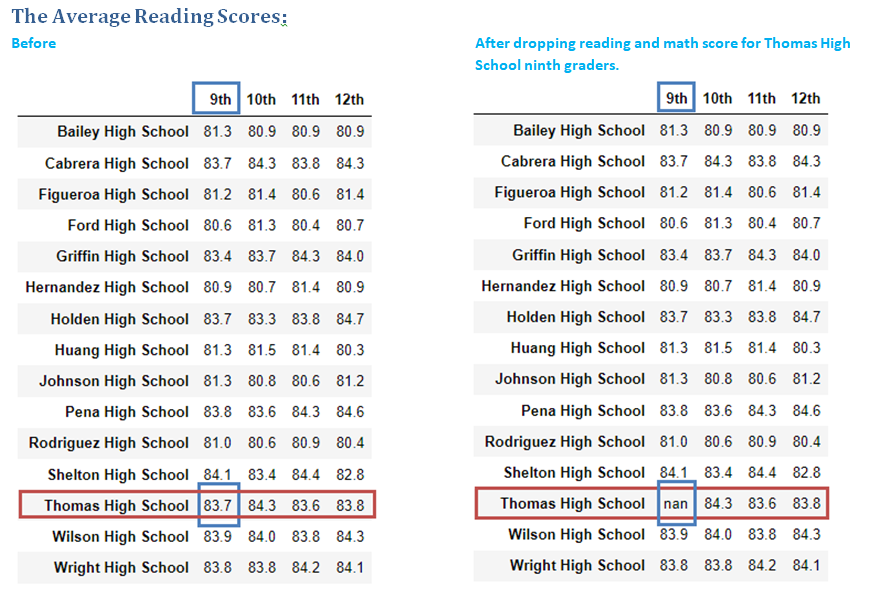 The Average Reading Scores:
Before
9th 10th 11th 12th
Bailey High School 81.3 80.9 80.9 80.9
Cabrera High School 83.7 84.3 83.8 84.3
Figueroa High School 81.2 81.4 80.6 81.4
Ford High School 80.6 81.3 80.4 80.7
Griffin High School 83.4 83.7 84.3 84.0
Hernandez High School 80.9 80.7 81.4 80.9
Holden High School 83.7 83.3 83.8 84.7
Huang High School 81.3 81.5 81.4 80.3
Johnson High School 81.3 80.8 80.6 81.2
Pena High School 83.8 83.6 84.3 84.6
Rodriguez High School 81.0 80.6 80.9 80.4
Shelton High School 84.1 83.4 84.4 82.8
Thomas High School 83.7 84.3 83.6 83.8
Wilson High School 83.9 84.0 83.8 84.3
Wright High School 83.8 83.8 84.2 84.1
After dropping reading and math score for Thomas High
School ninth graders.
9th 10th 11th 12th
Bailey High School 81.3 80.9 80.9 80.9
Cabrera High School 83.7 84.3 83.8 84.3
Figueroa High School 81.2 81.4 80.6 81.4
Ford High School 80.6 81.3 80.4 80.7
Griffin High School 83.4 83.7 84.3 84.0
Hernandez High School 80.9 80.7 81.4 80.9
Holden High School 83.7 83.3 83.8 84.7
Huang High School 81.3 81.5 81.4 80.3
Johnson High School 81.3 80.8 80.6 81.2
Pena High School 83.8 83.6 84.3 84.6
Rodriguez High School 81.0 80.6 80.9 80.4
Shelton High School 84.1 83.4 84.4 82.8
Thomas High School nan 84.3 83.6 83.8
Wilson High School 83.9 84.0 83.8 84.3
Wright High School 83.8 83.8 84.2 84.1